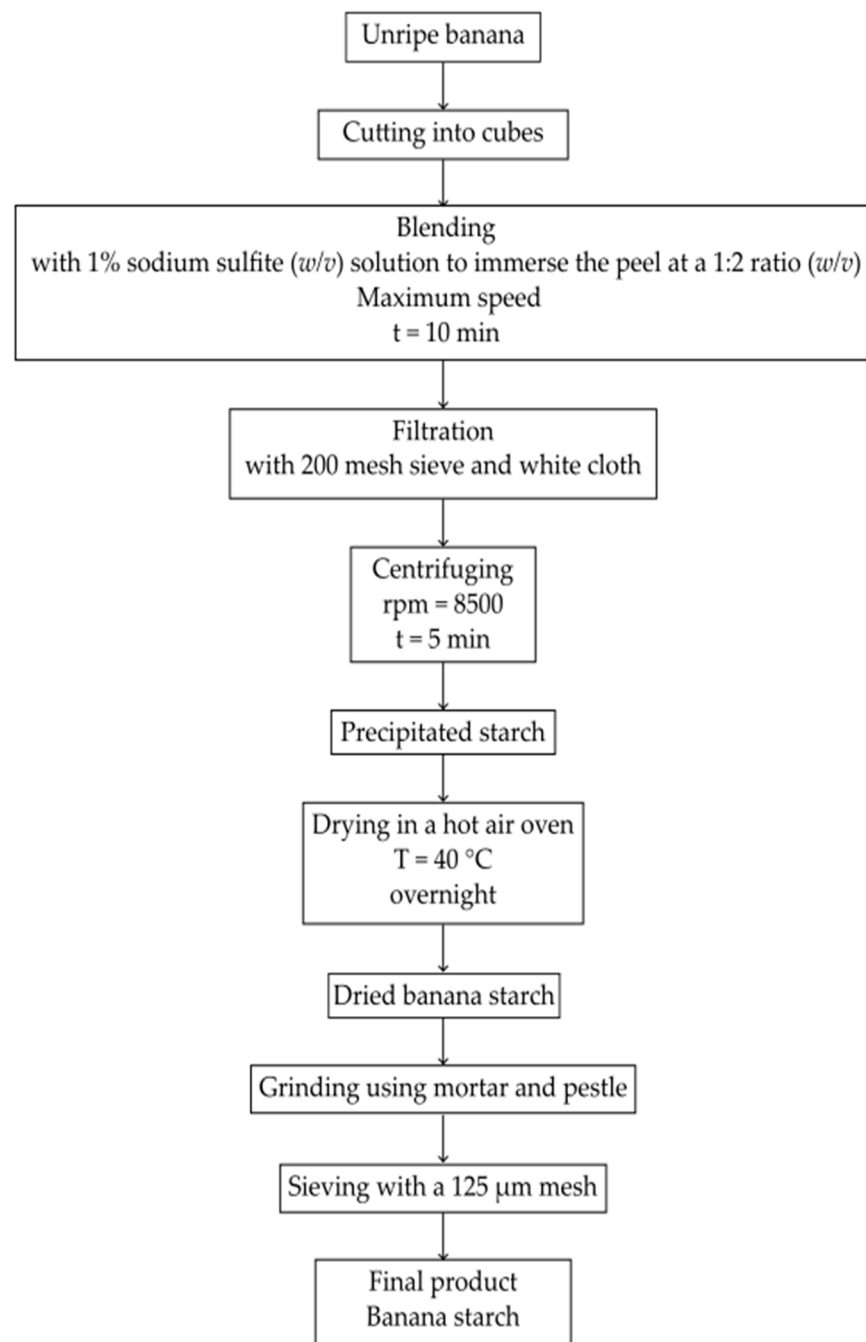 Unripe banana
Cutting into cubes
Blending
with 1% sodium sulfite (w/v) solution to immerse the peel at a 1:2 ratio (w/v)
Maximum speed
t = 10 min
Filtration
with 200 mesh sieve and white cloth
Centrifuging
rpm = 8500
t = 5 min
Precipitated starch
Drying in a hot air oven
T = 40 °C
overnight
Dried banana starch
Grinding using mortar and pestle
Sieving with a 125 µm mesh
Final product
Banana starch